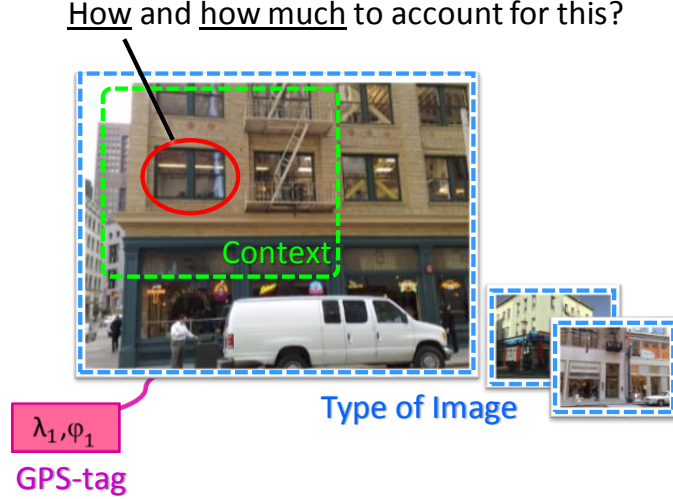 How and how much to account for this?
Context
Type of Image
λ₁,φ₁
GPS-tag